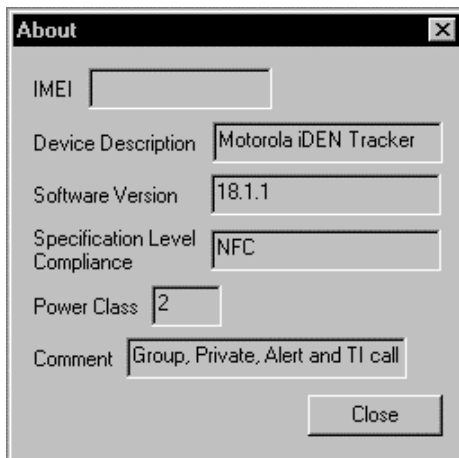 About
IMEI
Device Description Motorola iDEN Tracker
Software Version 18.1.1
Specification Level
Compliance NFC
Power Class 2
Comment Group, Private, Alert and TI call
Close